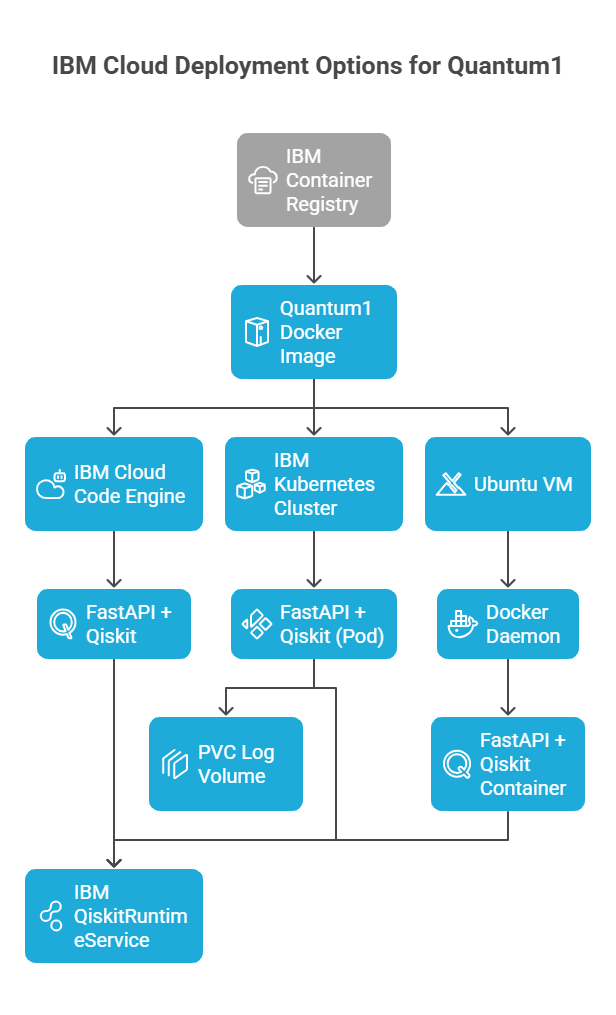 IBM Cloud Deployment Options for Quantum1
IBM
Container
Registry
Quantum1
Docker
Image
IBM Cloud
Code Engine
IBM
Kubernetes
Cluster
Ubuntu VM
FastAPI +
Qiskit
FastAPI +
Qiskit (Pod)
Docker
Daemon
PVC Log
Volume
FastAPI +
Qiskit
Container
IBM
QiskitRuntim
eService